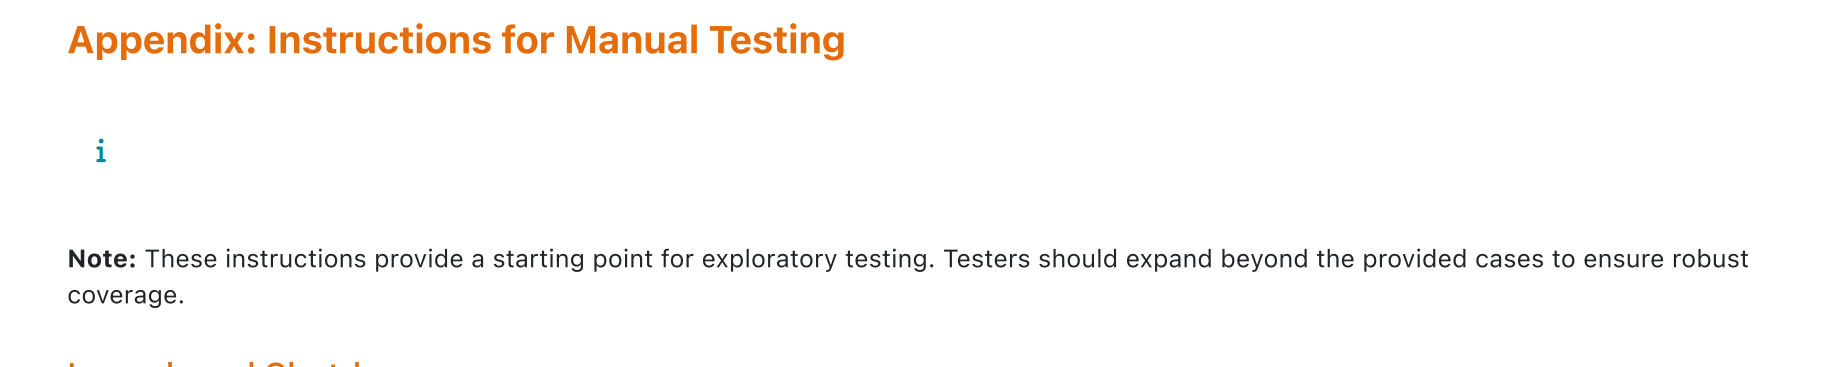 Appendix: Instructions for Manual Testing
i
Note: These instructions provide a starting point for exploratory testing. Testers should expand beyond the provided cases to ensure robust
coverage.